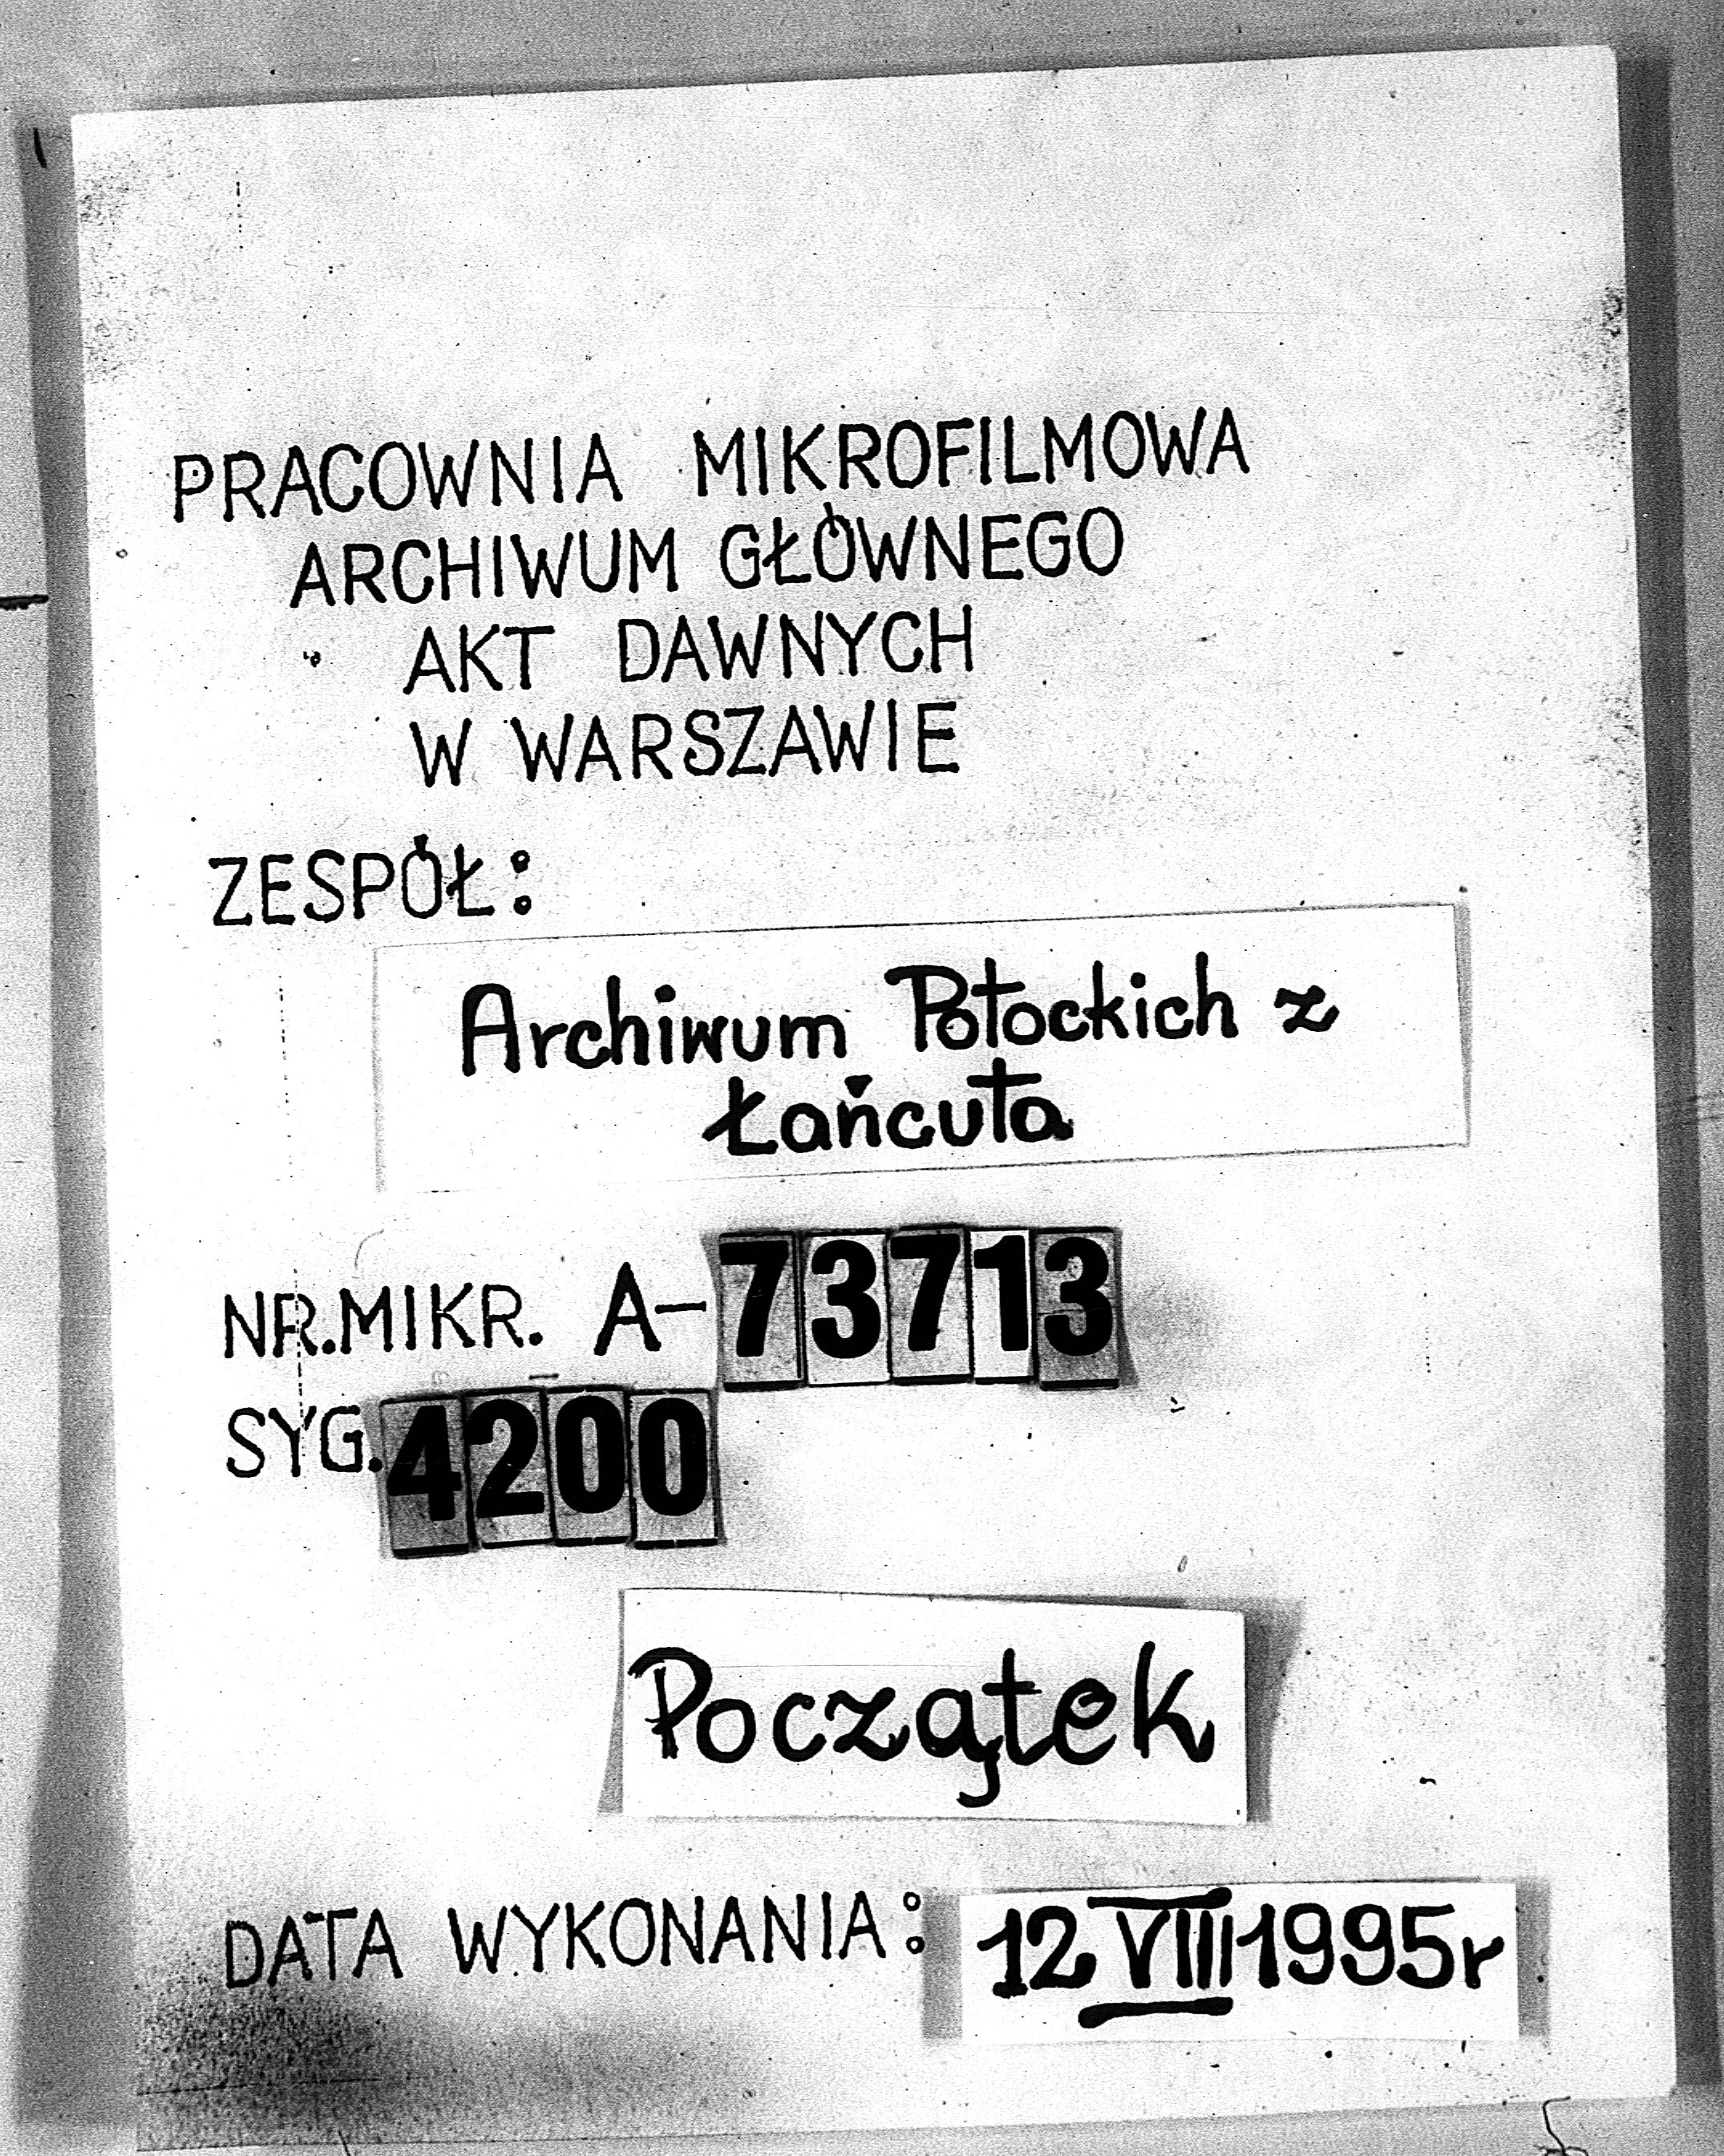 PRACOWNIA MIKROFILMOWA
ARCHIWUM GŁÓWNEGO
AKT DAWNYCH
W WARSZAWIE
ZESPÓŁ:
Archiwum Potockich z
Łańcuta
NR.MIKR. A-73713
SYG. 4200
Początek
DATA WYKONANIA: 12 VIII 1995r